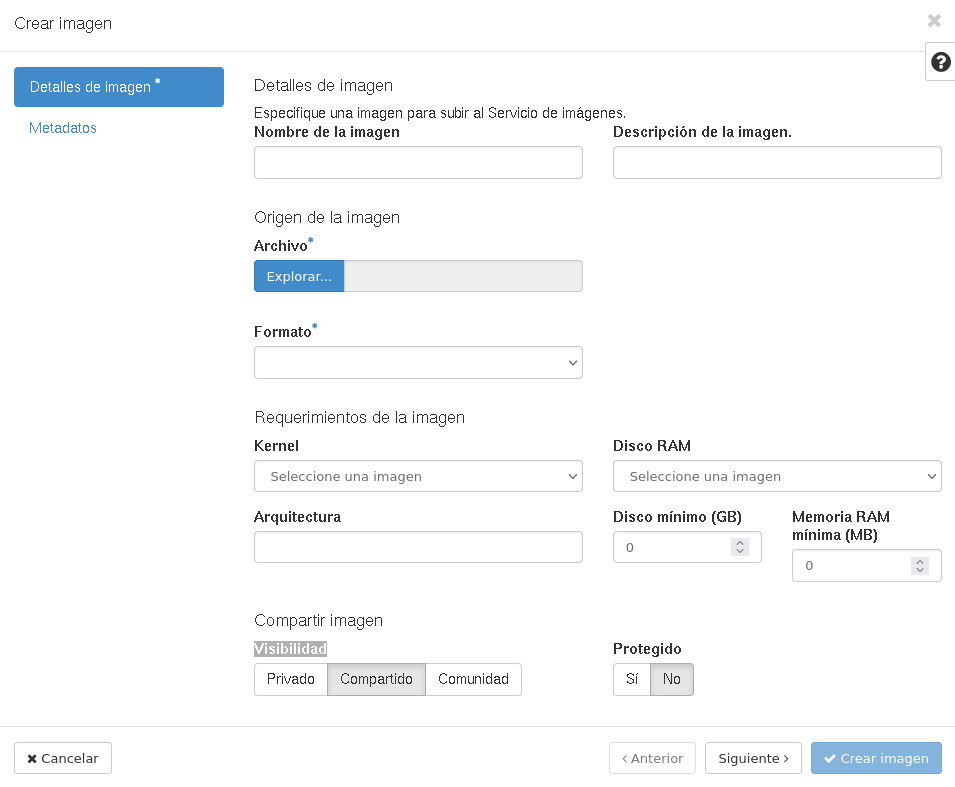 Crear imagen
Detalles de imagen *
Metadatos
Detalles de imagen
Especifique una imagen para subir al Servicio de imágenes.
Nombre de la imagen
Descripción de la imagen.
Origen de la imagen
Archivo*
Explorar...
Formato*
Requerimientos de la imagen
Kernel
Disco RAM
Seleccione una imagen
Seleccione una imagen
Arquitectura
Disco mínimo (GB)
Memoria RAM
mínima (MB)
0
0
Compartir imagen
Visibilidad
Protegido
Privado Compartido Comunidad
Sí No
Cancelar
Anterior
Siguiente
Crear imagen